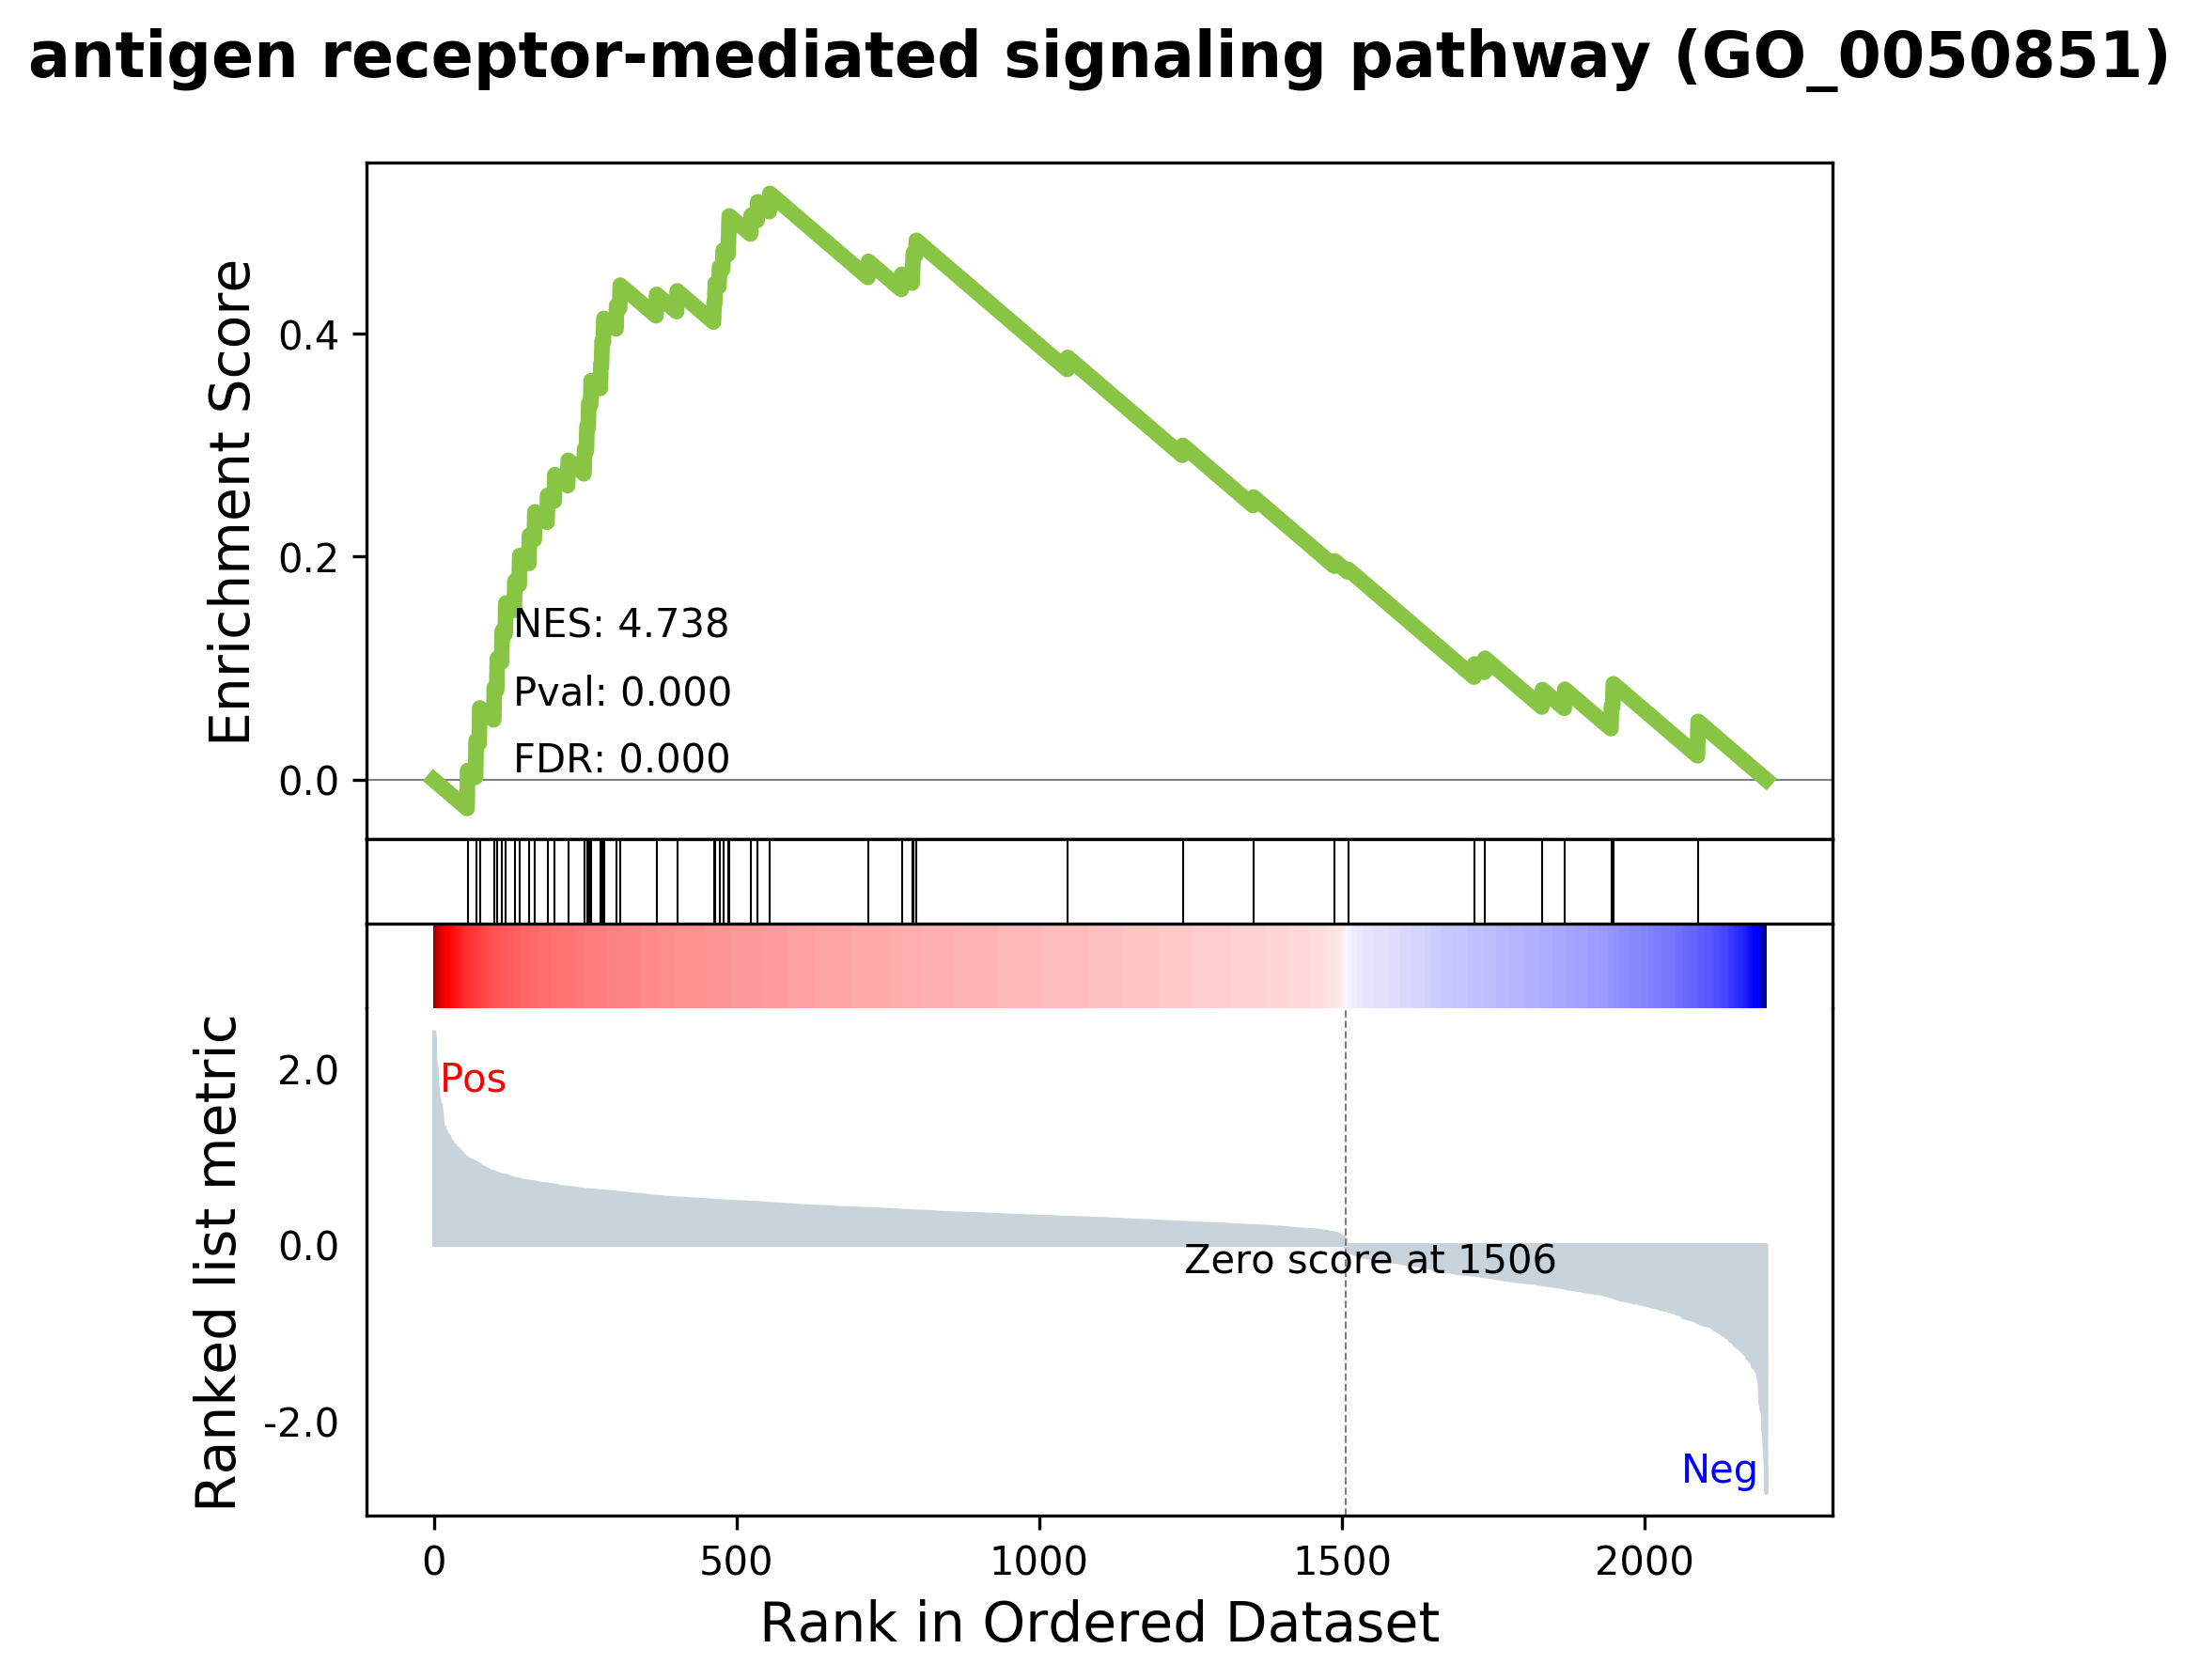 antigen receptor-mediated signaling pathway (GO_0050851)
Enrichment Score
0.4
0.2
0.0
NES: 4.738
Pval: 0.000
FDR: 0.000
Ranked list metric
2.0
0.0
-2.0
Pos
Zero score at 1506
Neg
0 500 1000 1500 2000
Rank in Ordered Dataset